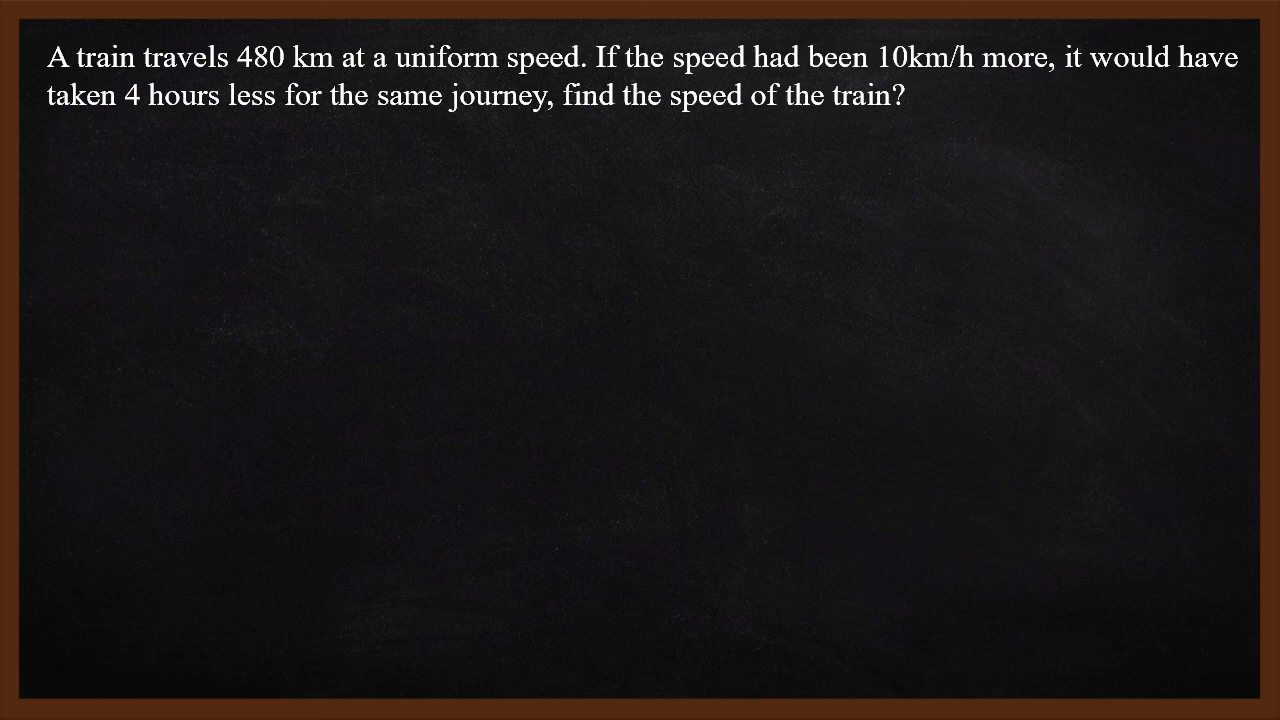 A train travels 480 km at a uniform speed. If the speed had been 10km/h more, it would have
taken 4 hours less for the same journey, find the speed of the train?